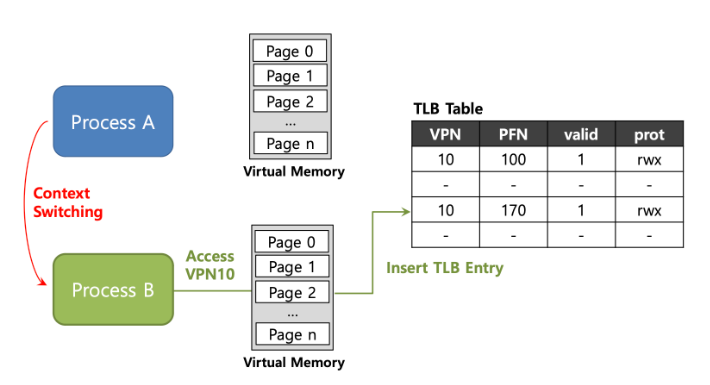 Page 0
Page 1
Page 2
...
Page n
Virtual Memory
Process A
Context
Switching
Process B
Access
VPN10
Page 0
Page 1
Page 2
...
Page n
Virtual Memory
Insert TLB Entry
TLB Table
VPN PFN valid prot
10 100 1 rwx
- - - -
10 170 1 rwx
- - - -